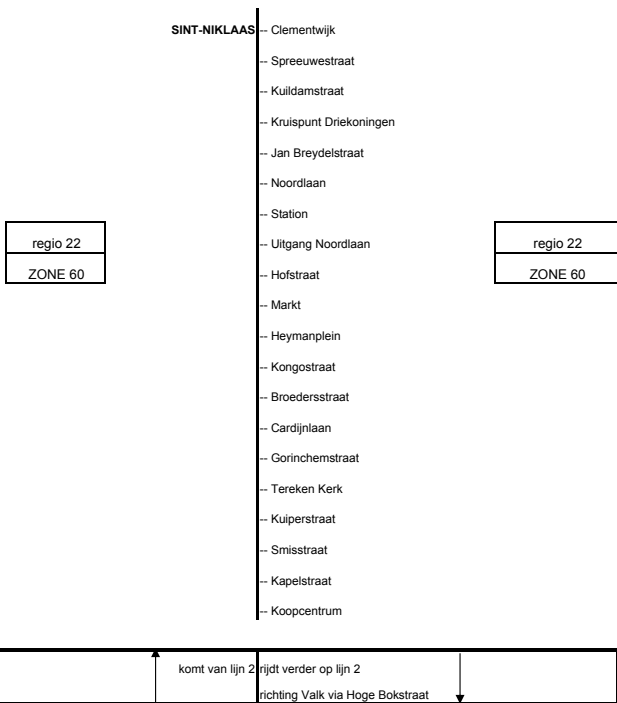 SINT-NIKLAAS -- Clementwijk
-- Spreeuwestraat
-- Kuildamstraat
-- Kruispunt Driekoningen
-- Jan Breydelstraat
-- Noordlaan
-- Station
regio 22 -- Uitgang Noordlaan regio 22
ZONE 60 -- Hofstraat ZONE 60
-- Markt
-- Heymanplein
-- Kongostraat
-- Broedersstraat
-- Cardijnlaan
-- Gorinchemstraat
-- Tereken Kerk
-- Kuiperstraat
-- Smisstraat
-- Kapelstraat
-- Koopcentrum
komt van lijn 2 rijdt verder op lijn 2
richting Valk via Hoge Bokstraat